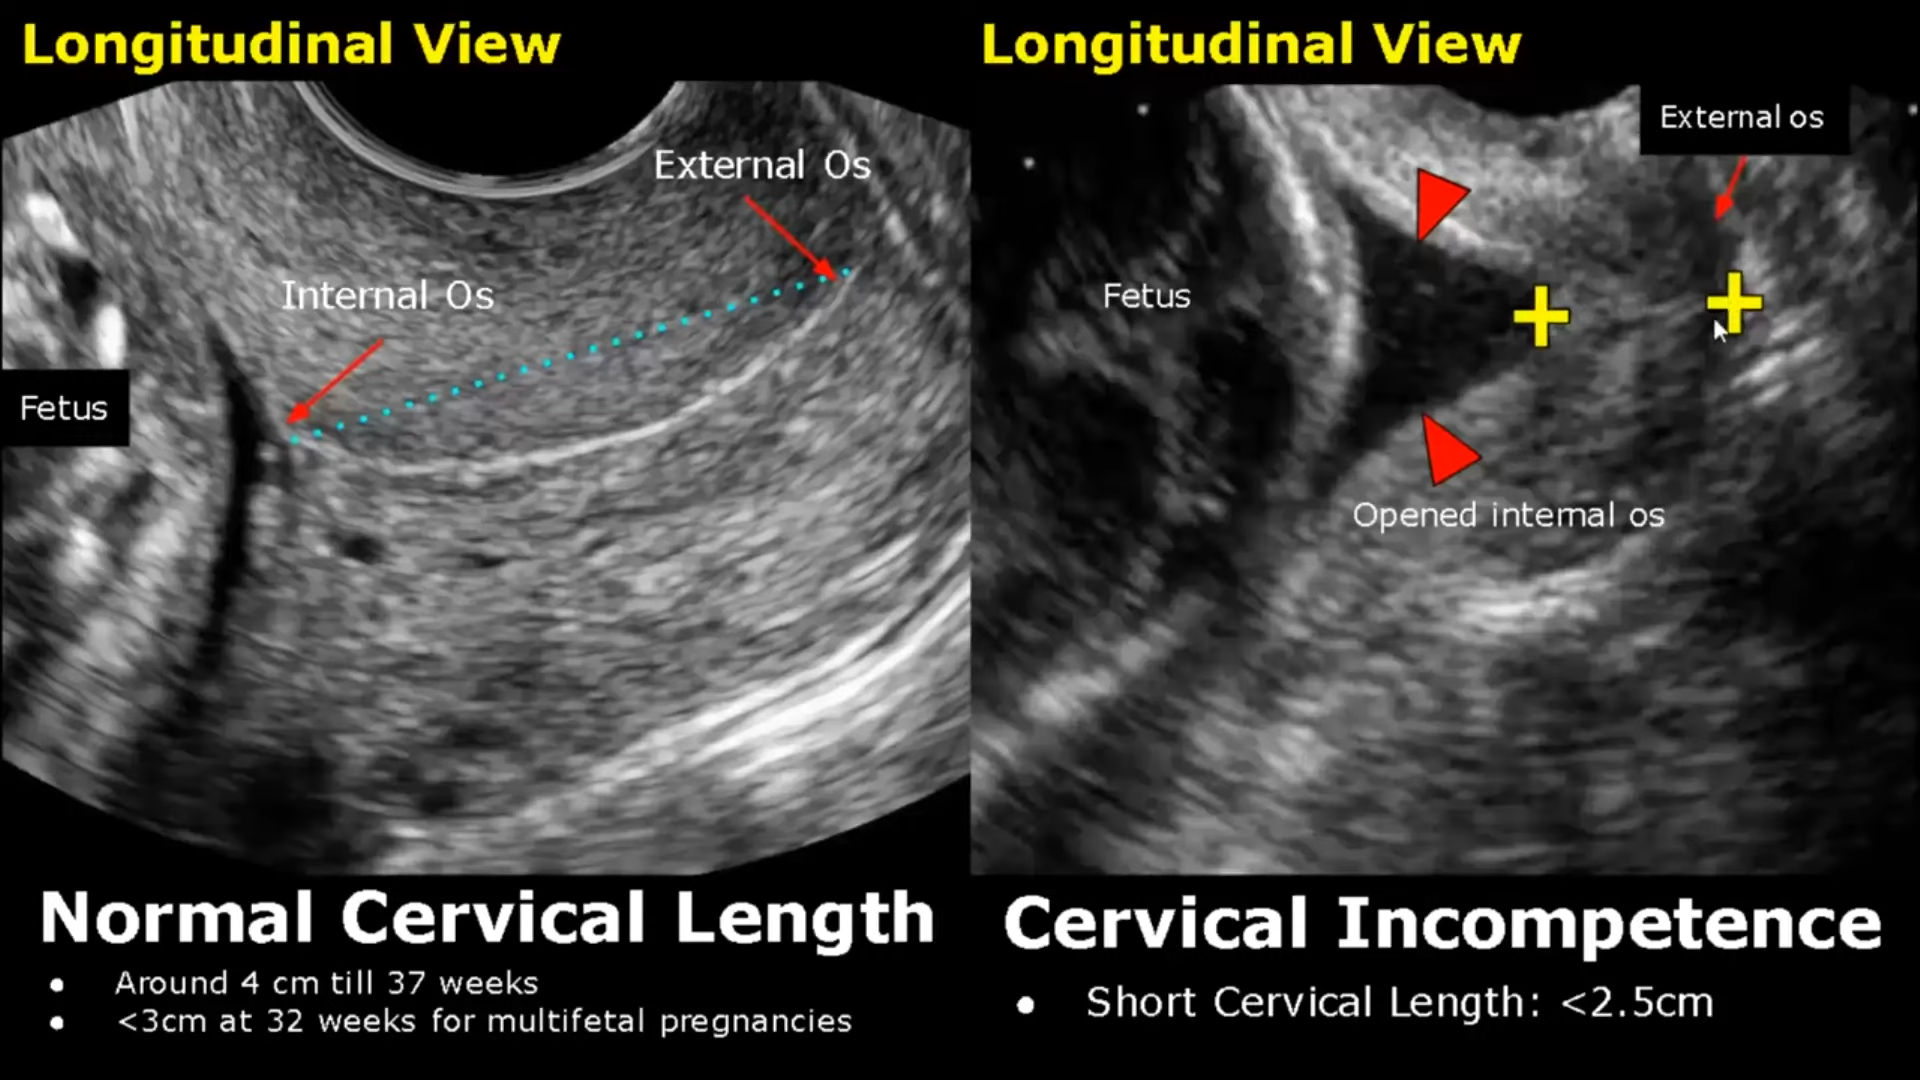 Longitudinal View
External Os
Internal Os
Fetus
Normal Cervical Length
• Around 4 cm till 37 weeks
• <3cm at 32 weeks for multifetal pregnancies
Longitudinal View
External os
Fetus
Opened internal os
Cervical Incompetence
• Short Cervical Length: <2.5cm